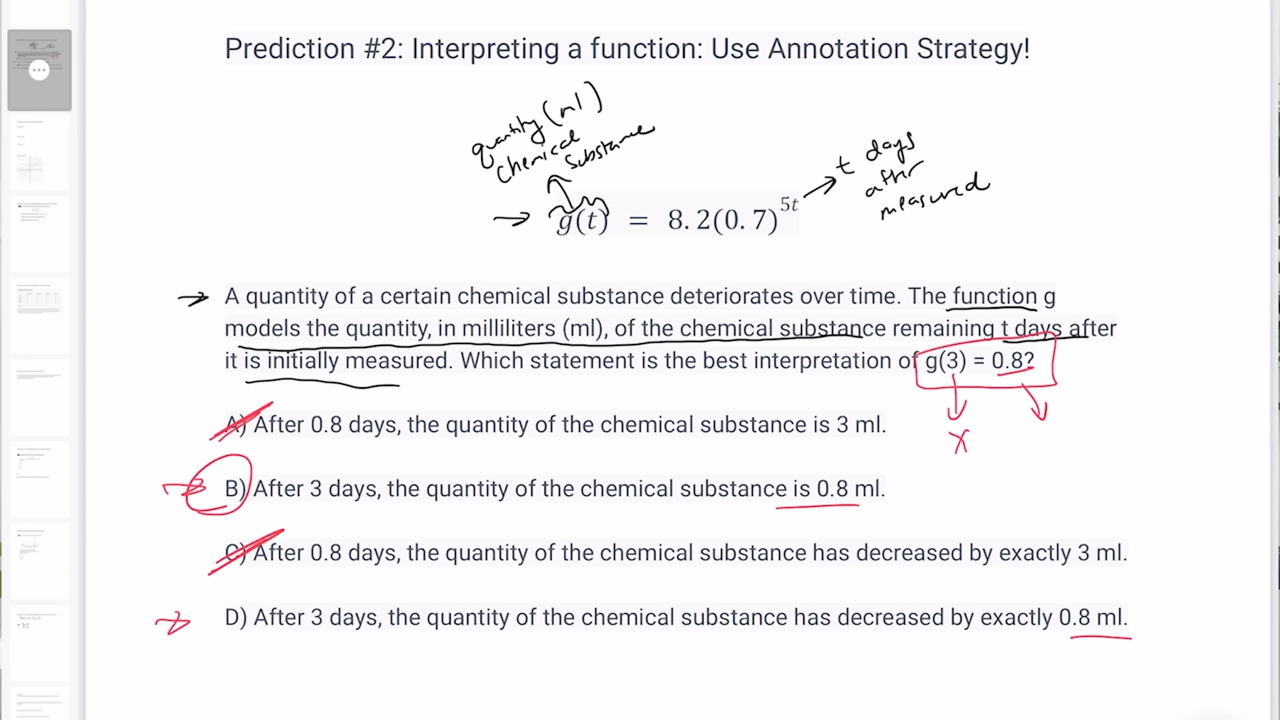 Prediction #2: Interpreting a function: Use Annotation Strategy!
quantity (ml)
chemical
substance
t days
after
measured
g(t) = 8.2(0.7)^5t
A quantity of a certain chemical substance deteriorates over time. The function g
models the quantity, in milliliters (ml), of the chemical substance remaining t days after
it is initially measured. Which statement is the best interpretation of g(3) = 0.8?
x
A) After 0.8 days, the quantity of the chemical substance is 3 ml.
B) After 3 days, the quantity of the chemical substance is 0.8 ml.
C) After 0.8 days, the quantity of the chemical substance has decreased by exactly 3 ml.
D) After 3 days, the quantity of the chemical substance has decreased by exactly 0.8 ml.